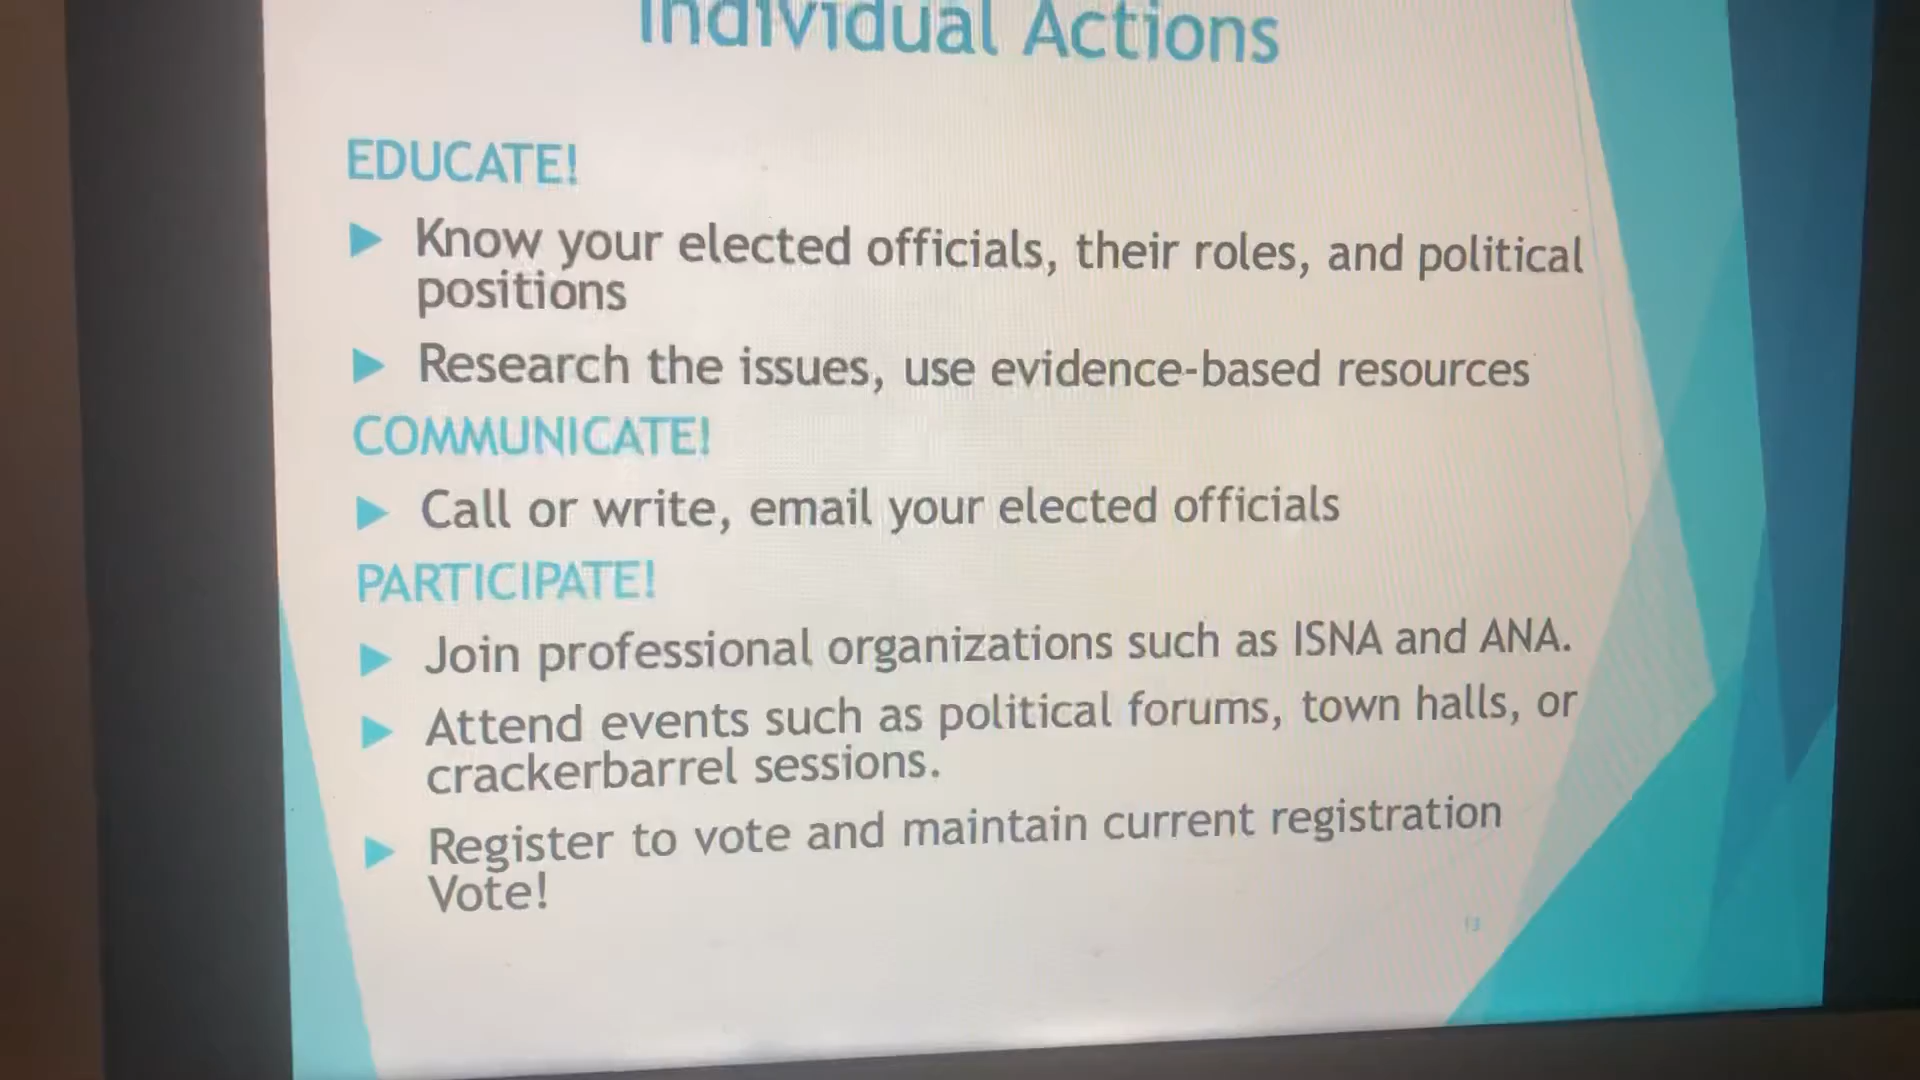 Individual Actions
EDUCATE!
Know your elected officials, their roles, and political
positions
Research the issues, use evidence-based resources
COMMUNICATE!
Call or write, email your elected officials
PARTICIPATE!
Join professional organizations such as ISNA and ANA.
Attend events such as political forums, town halls, or
crackerbarrel sessions.
Register to vote and maintain current registration
Vote!
13